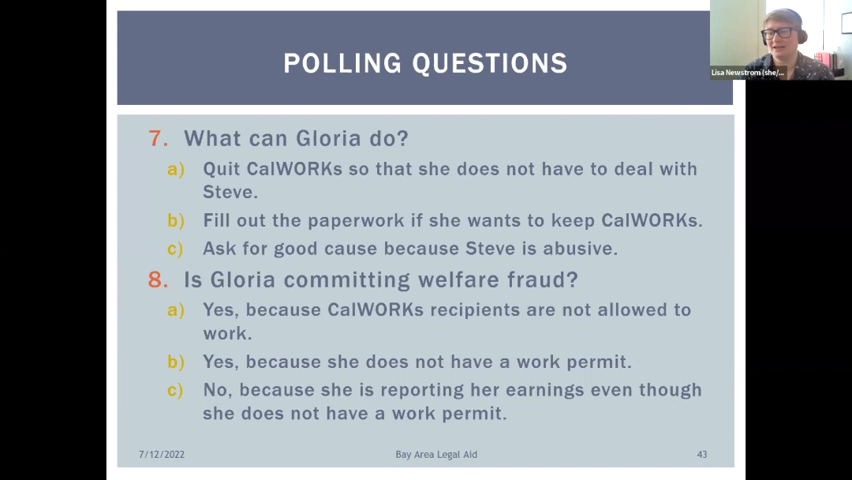 POLLING QUESTIONS
Lisa Newstrom (she/...
7. What can Gloria do?
a) Quit CalWORKs so that she does not have to deal with
Steve.
b) Fill out the paperwork if she wants to keep CalWORKs.
c) Ask for good cause because Steve is abusive.
8. Is Gloria committing welfare fraud?
a) Yes, because CalWORKs recipients are not allowed to
work.
b) Yes, because she does not have a work permit.
c) No, because she is reporting her earnings even though
she does not have a work permit.
7/12/2022
Bay Area Legal Aid
43